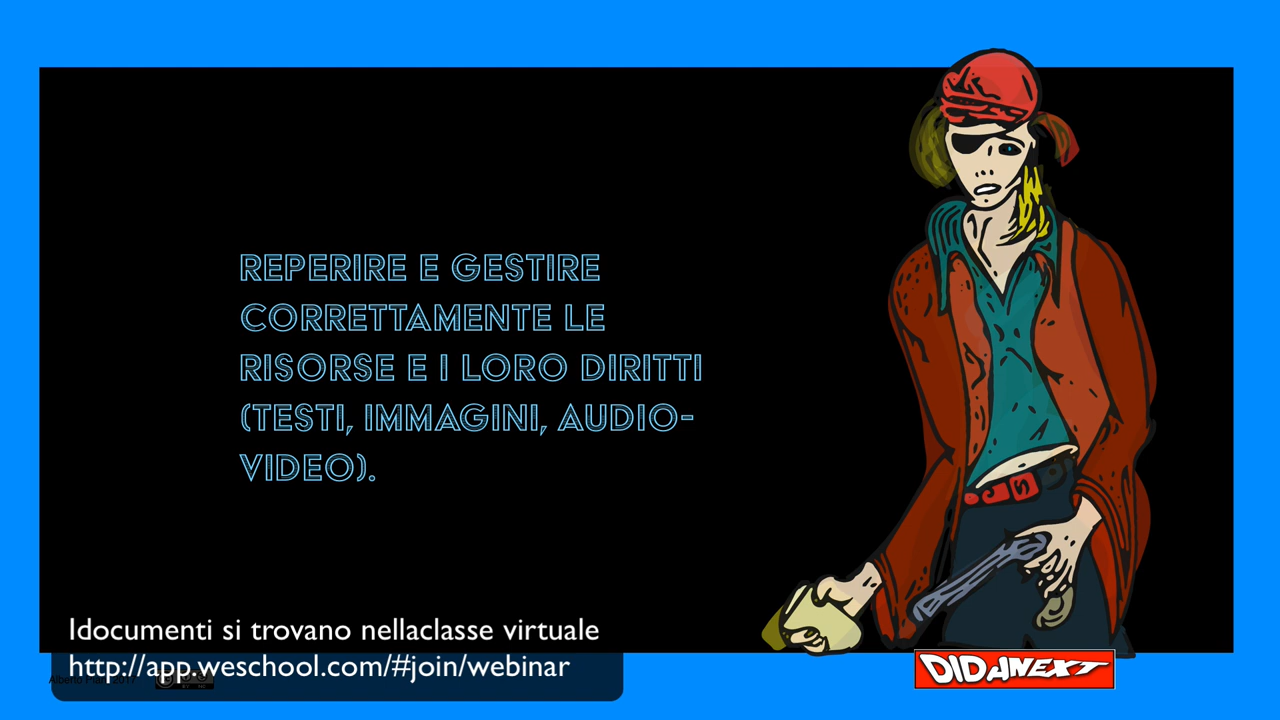 REPERIRE E GESTIRE
CORRETTAMENTE LE
RISORSE E I LORO DIRITTI
(TESTI, IMMAGINI, AUDIO-
VIDEO).
Idocumenti si trovano nellaclasse virtuale
http://app.weschool.com/#join/webinar
DIDANEXT